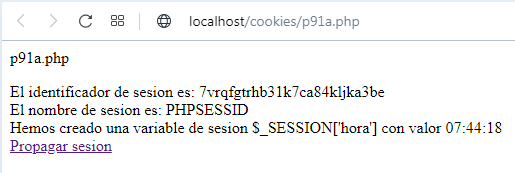 localhost/cookies/p91a.php
p91a.php
El identificador de sesion es: 7vrqfgtrhb31k7ca84kljka3be
El nombre de sesion es: PHPSESSID
Hemos creado una variable de sesion $_SESSION['hora'] con valor 07:44:18
Propagar sesion